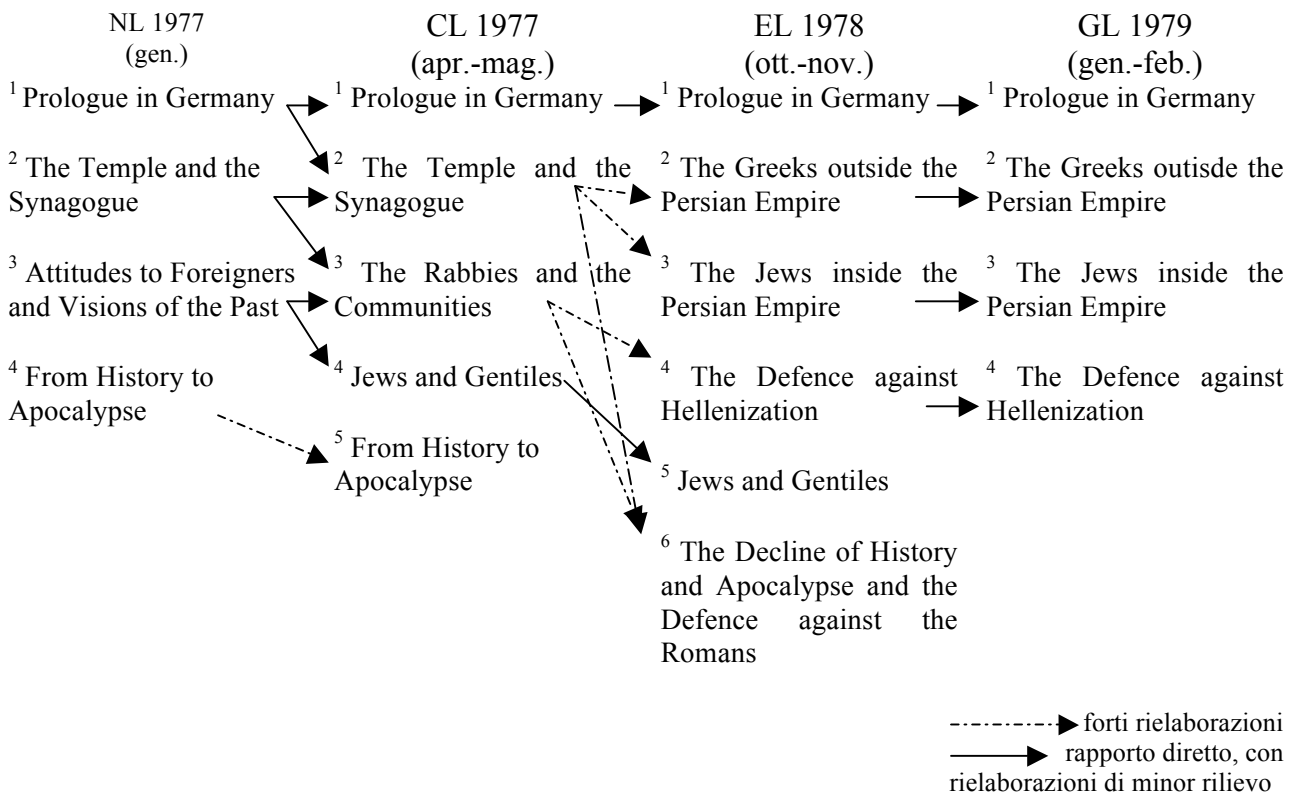 NL 1977
(gen.)
1 Prologue in Germany
2 The Temple and the
Synagogue
3 Attitudes to Foreigners
and Visions of the Past
4 From History to
Apocalypse
CL 1977
(apr.-mag.)
1 Prologue in Germany
2 The Temple and the
Synagogue
3 The Rabbies and the
Communities
4 Jews and Gentiles
5 From History to
Apocalypse
EL 1978
(ott.-nov.)
1 Prologue in Germany
2 The Greeks outside the
Persian Empire
3 The Jews inside the
Persian Empire
4 The Defence against
Hellenization
5 Jews and Gentiles
6 The Decline of History
and Apocalypse and the
Defence against the
Romans
GL 1979
(gen.-feb.)
1 Prologue in Germany
2 The Greeks outisde the
Persian Empire
3 The Jews inside the
Persian Empire
4 The Defence against
Hellenization
forti rielaborazioni
rapporto diretto, con
rielaborazioni di minor rilievo